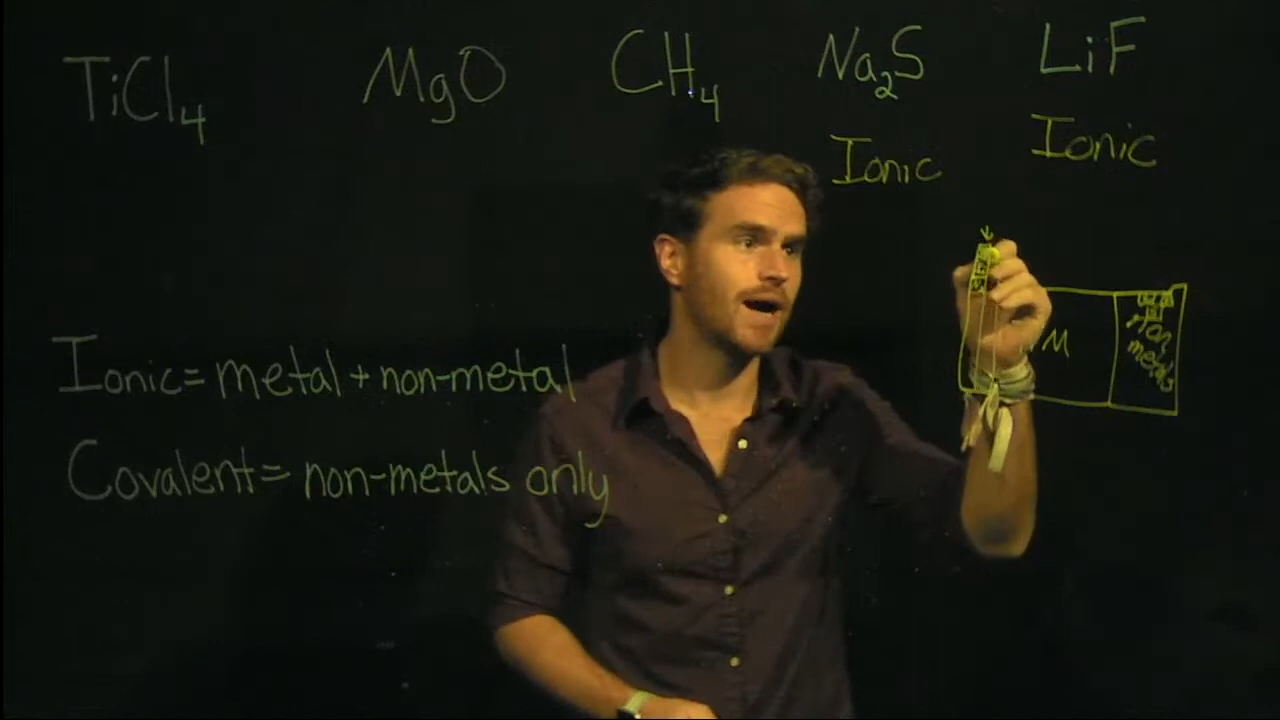 TiCl4 MgO CH4 Na2S LiF
Ionic Ionic
M
Non
metals
Ionic = metal + non-metal
Covalent = non-metals only